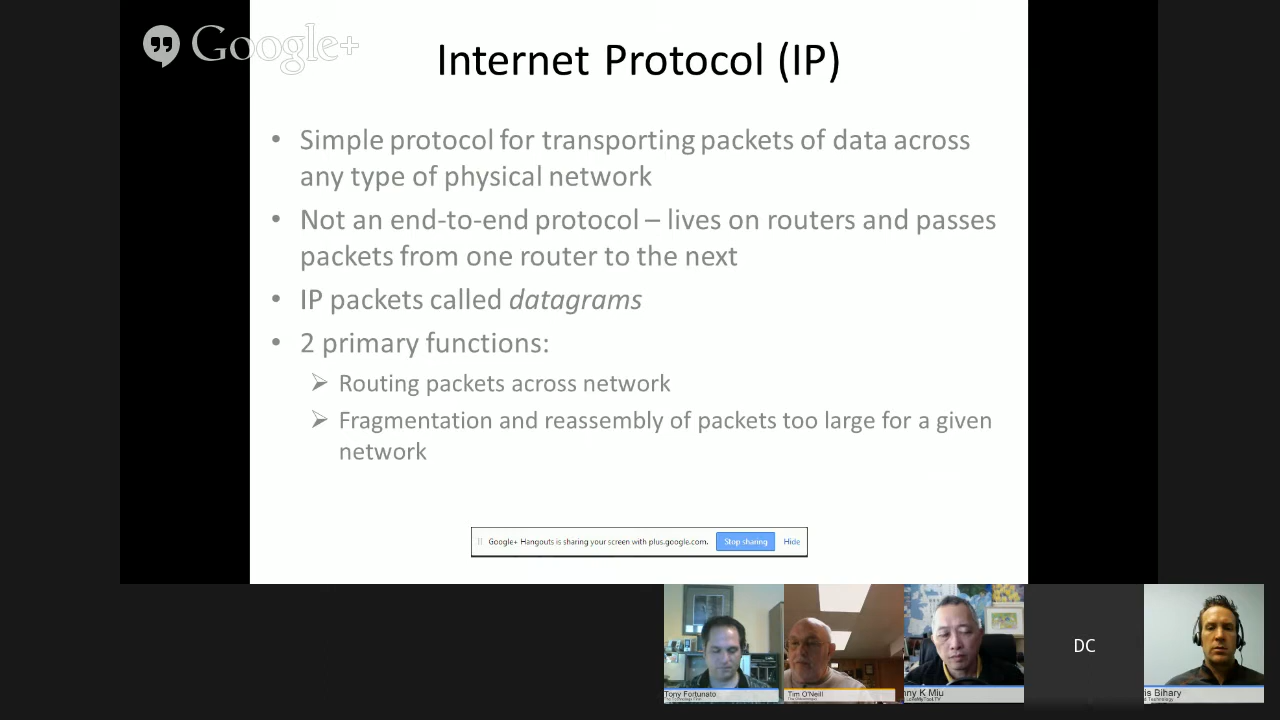 Google+
Internet Protocol (IP)
• Simple protocol for transporting packets of data across
any type of physical network
• Not an end-to-end protocol – lives on routers and passes
packets from one router to the next
• IP packets called datagrams
• 2 primary functions:
➢ Routing packets across network
➢ Fragmentation and reassembly of packets too large for a given
network
Google+ Hangouts is sharing your screen with plus.google.com. Stop sharing Hide
DC
Tony Fortunato
Tim O'Neill
nny K Miu
is Bihary